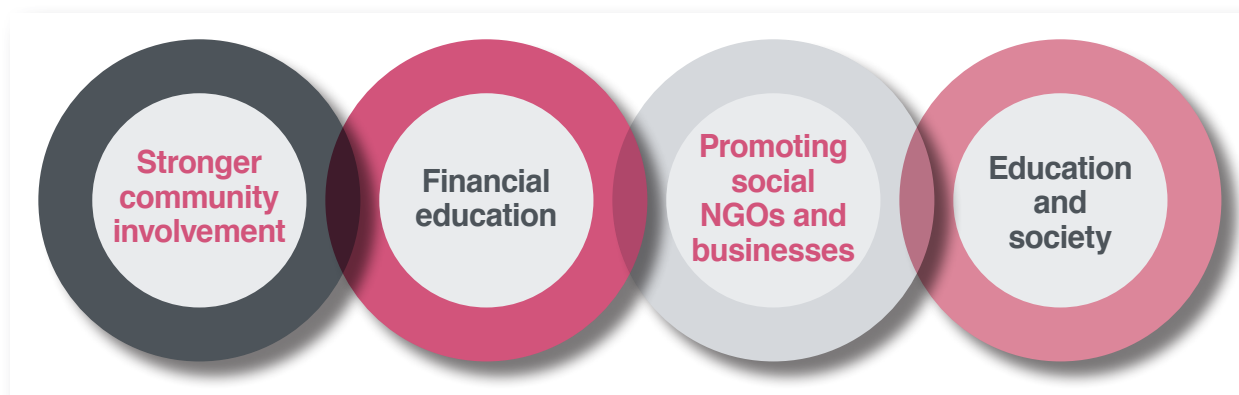 Stronger
community
involvement
Financial
education
Promoting
social
NGOs and
businesses
Education
and
society